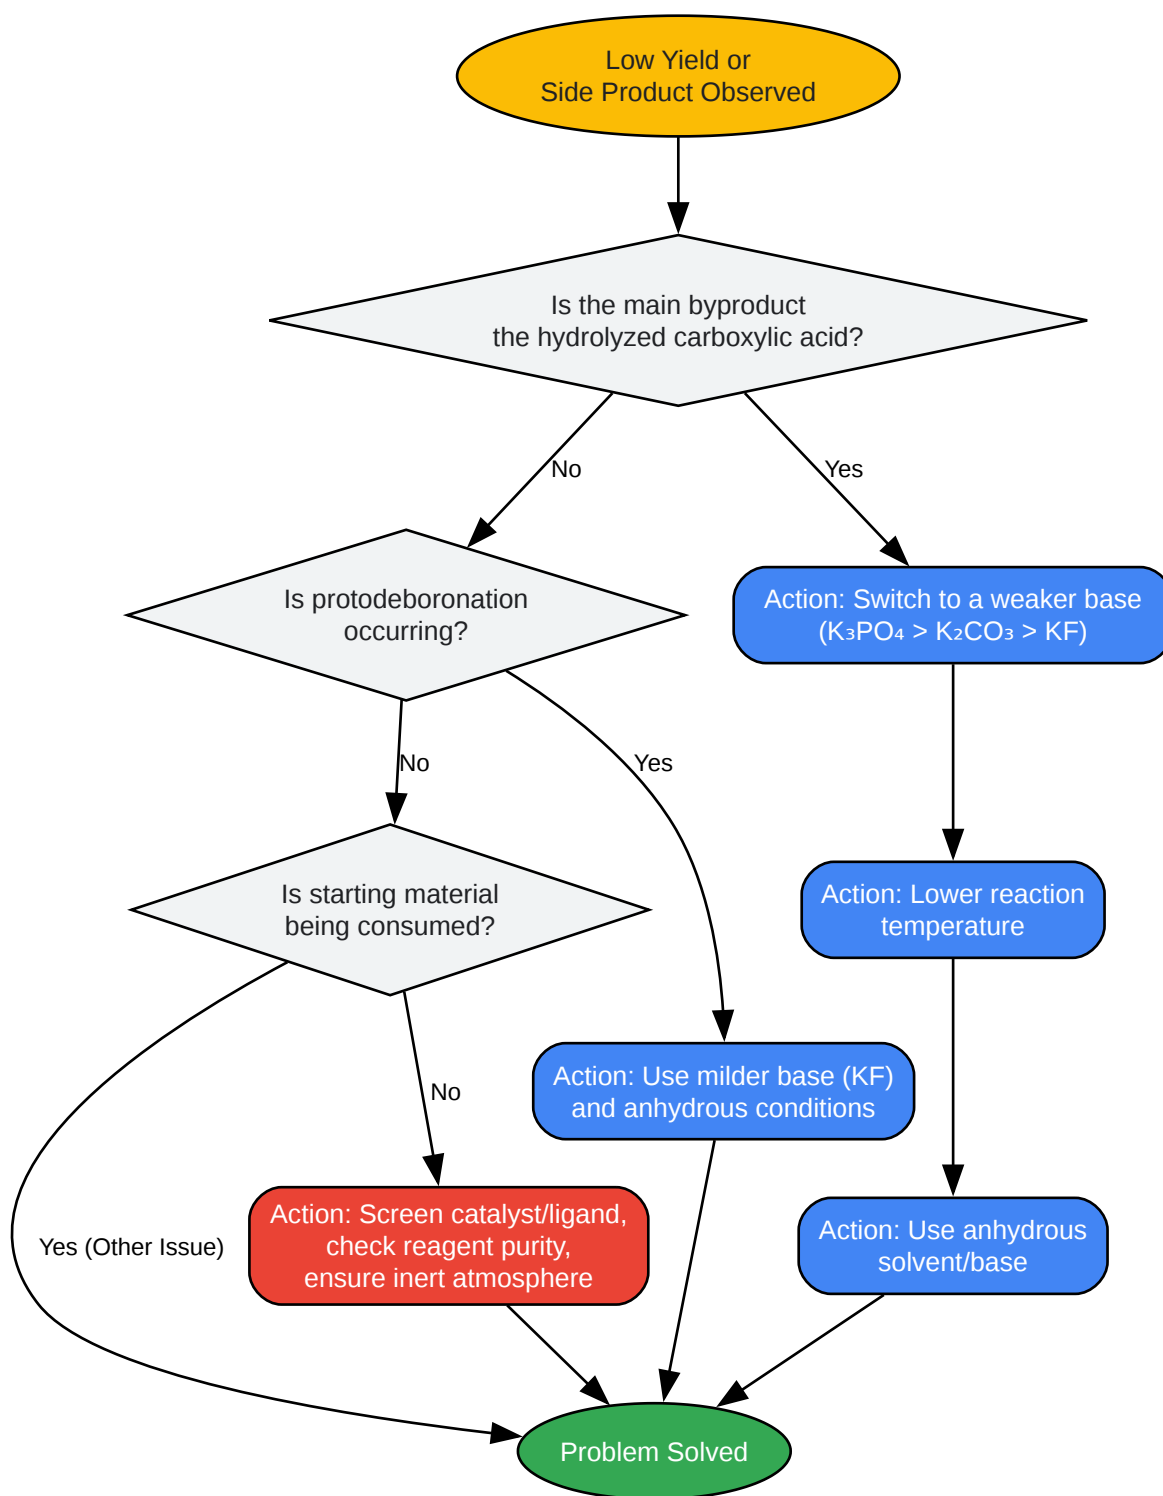 Low Yield or
Side Product Observed
Is the main byproduct
the hydrolyzed carboxylic acid?
No
Yes
Is protodeboronation
occurring?
Action: Switch to a weaker base
(K₃PO₄ > K₂CO₃ > KF)
No
Yes
Is starting material
being consumed?
Action: Lower reaction
temperature
No
Action: Use milder base (KF)
and anhydrous conditions
Yes (Other Issue)
Action: Screen catalyst/ligand,
check reagent purity,
ensure inert atmosphere
Action: Use anhydrous
solvent/base
Problem Solved